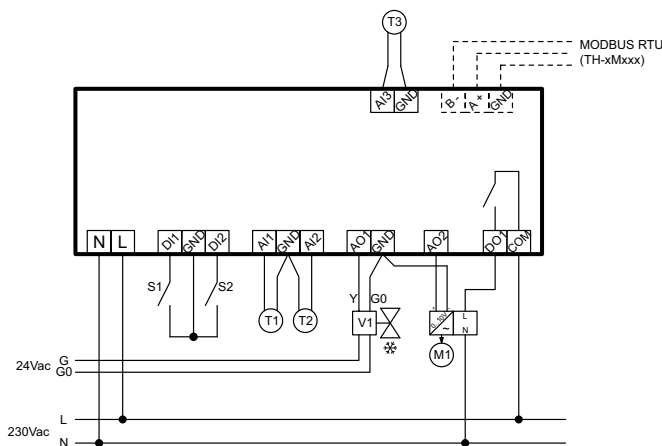 T3
MODBUS RTU
(TH-xMxxx)
AI3 GND B - A + GND
N L DI1 GND DI2 AI1 GND AI2 AO1 GND AO2 DO1 COM
S1 S2 Y G0
T1 T2 V1 0..10V ~ L N
M1
24Vac G
G0
L
230Vac
N